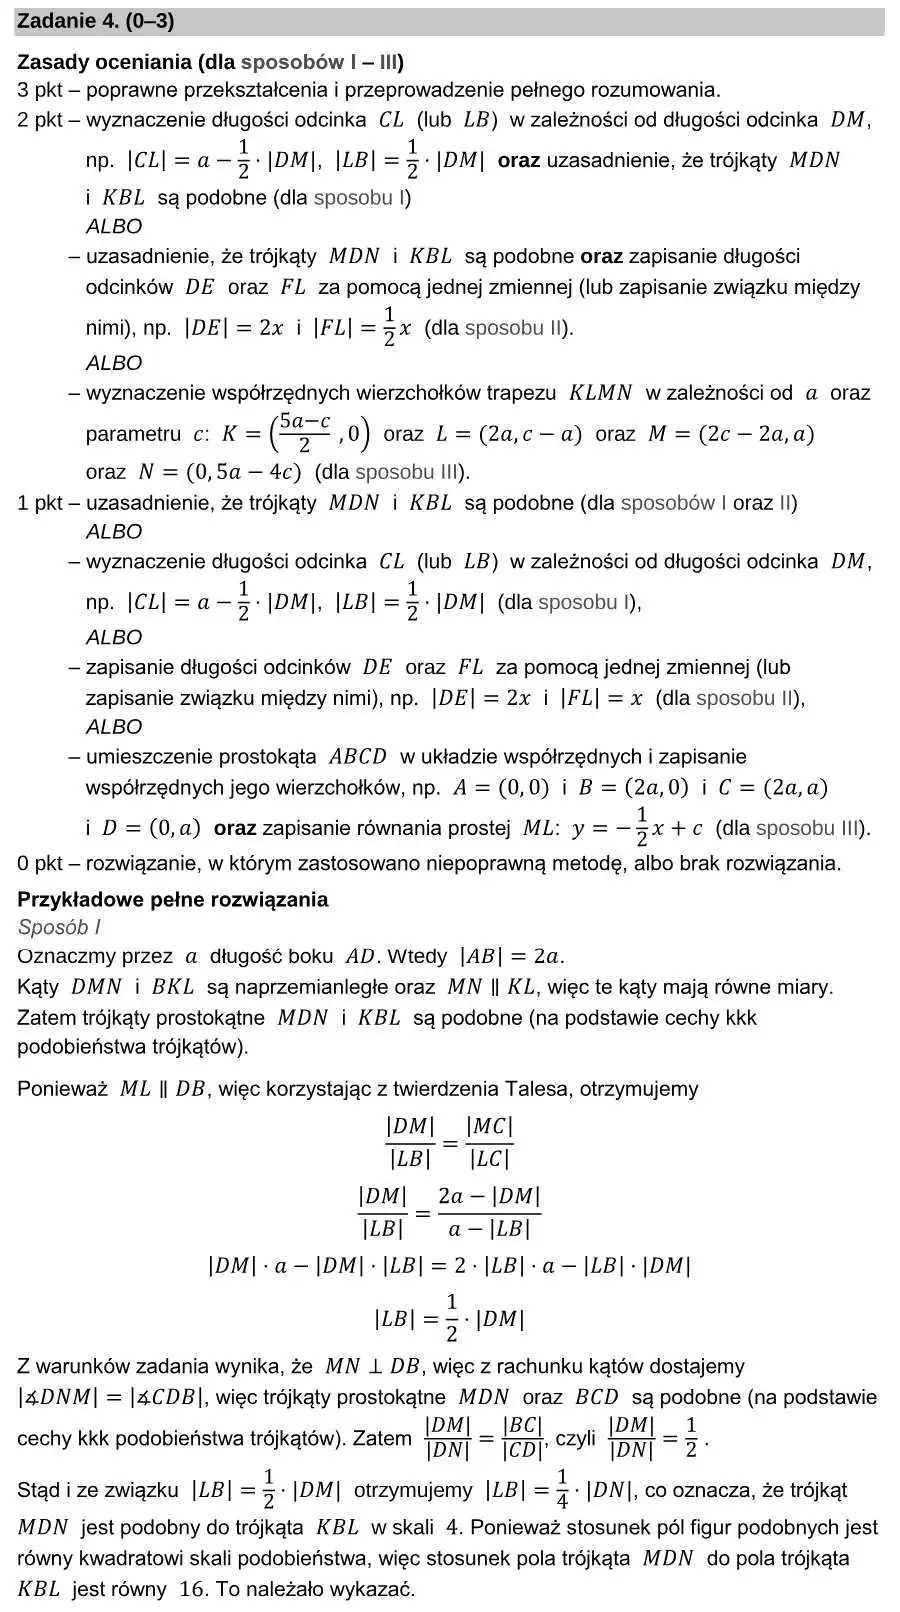 Zadanie 4. (0–3)
Zasady oceniania (dla sposobów I – III)
3 pkt – poprawne przekształcenia i przeprowadzenie pełnego rozumowania.
2 pkt – wyznaczenie długości odcinka CL (lub LB) w zależności od długości odcinka DM,
np. |CL| = a − 1/2 · |DM|, |LB| = 1/2 · |DM| oraz uzasadnienie, że trójkąty MDN
i KBL są podobne (dla sposobu I)
ALBO
– uzasadnienie, że trójkąty MDN i KBL są podobne oraz zapisanie długości
odcinków DE oraz FL za pomocą jednej zmiennej (lub zapisanie związku między
nimi), np. |DE| = 2x i |FL| = 1/2 x (dla sposobu II).
ALBO
– wyznaczenie współrzędnych wierzchołków trapezu KLMN w zależności od a oraz
parametru c: K = ((5a−c)/2 , 0) oraz L = (2a, c − a) oraz M = (2c − 2a, a)
oraz N = (0, 5a − 4c) (dla sposobu III).
1 pkt – uzasadnienie, że trójkąty MDN i KBL są podobne (dla sposobów I oraz II)
ALBO
– wyznaczenie długości odcinka CL (lub LB) w zależności od długości odcinka DM,
np. |CL| = a − 1/2 · |DM|, |LB| = 1/2 · |DM| (dla sposobu I),
ALBO
– zapisanie długości odcinków DE oraz FL za pomocą jednej zmiennej (lub
zapisanie związku między nimi), np. |DE| = 2x i |FL| = x (dla sposobu II),
ALBO
– umieszczenie prostokąta ABCD w układzie współrzędnych i zapisanie
współrzędnych jego wierzchołków, np. A = (0, 0) i B = (2a, 0) i C = (2a, a)
i D = (0, a) oraz zapisanie równania prostej ML: y = −1/2 x + c (dla sposobu III).
0 pkt – rozwiązanie, w którym zastosowano niepoprawną metodę, albo brak rozwiązania.
Przykładowe pełne rozwiązania
Sposób I
Oznaczmy przez a długość boku AD. Wtedy |AB| = 2a.
Kąty DMN i BKL są naprzemianległe oraz MN ∥ KL, więc te kąty mają równe miary.
Zatem trójkąty prostokątne MDN i KBL są podobne (na podstawie cechy kkk
podobieństwa trójkątów).
Ponieważ ML ∥ DB, więc korzystając z twierdzenia Talesa, otrzymujemy
|DM|/|LB| = |MC|/|LC|
|DM|/|LB| = (2a − |DM|)/(a − |LB|)
|DM| · a − |DM| · |LB| = 2 · |LB| · a − |LB| · |DM|
|LB| = 1/2 · |DM|
Z warunków zadania wynika, że MN ⊥ DB, więc z rachunku kątów dostajemy
|∡DNM| = |∡CDB|, więc trójkąty prostokątne MDN oraz BCD są podobne (na podstawie
cechy kkk podobieństwa trójkątów). Zatem |DM|/|DN| = |BC|/|CD|, czyli |DM|/|DN| = 1/2 .
Stąd i ze związku |LB| = 1/2 · |DM| otrzymujemy |LB| = 1/4 · |DN|, co oznacza, że trójkąt
MDN jest podobny do trójkąta KBL w skali 4. Ponieważ stosunek pól figur podobnych jest
równy kwadratowi skali podobieństwa, więc stosunek pola trójkąta MDN do pola trójkąta
KBL jest równy 16. To należało wykazać.